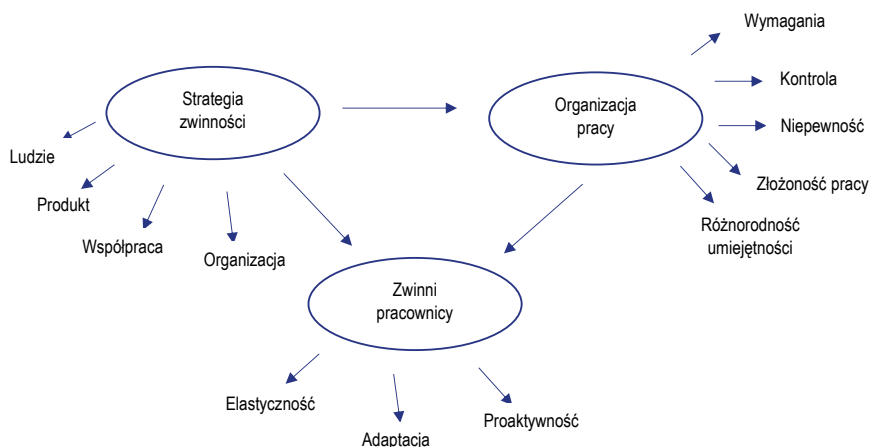 Wymagania
Strategia
zwinności
Kontrola
Organizacja
pracy
Niepewność
Ludzie
Złożoność pracy
Produkt
Różnorodność
umiejętności
Współpraca
Organizacja
Zwinni
pracownicy
Elastyczność
Proaktywność
Adaptacja